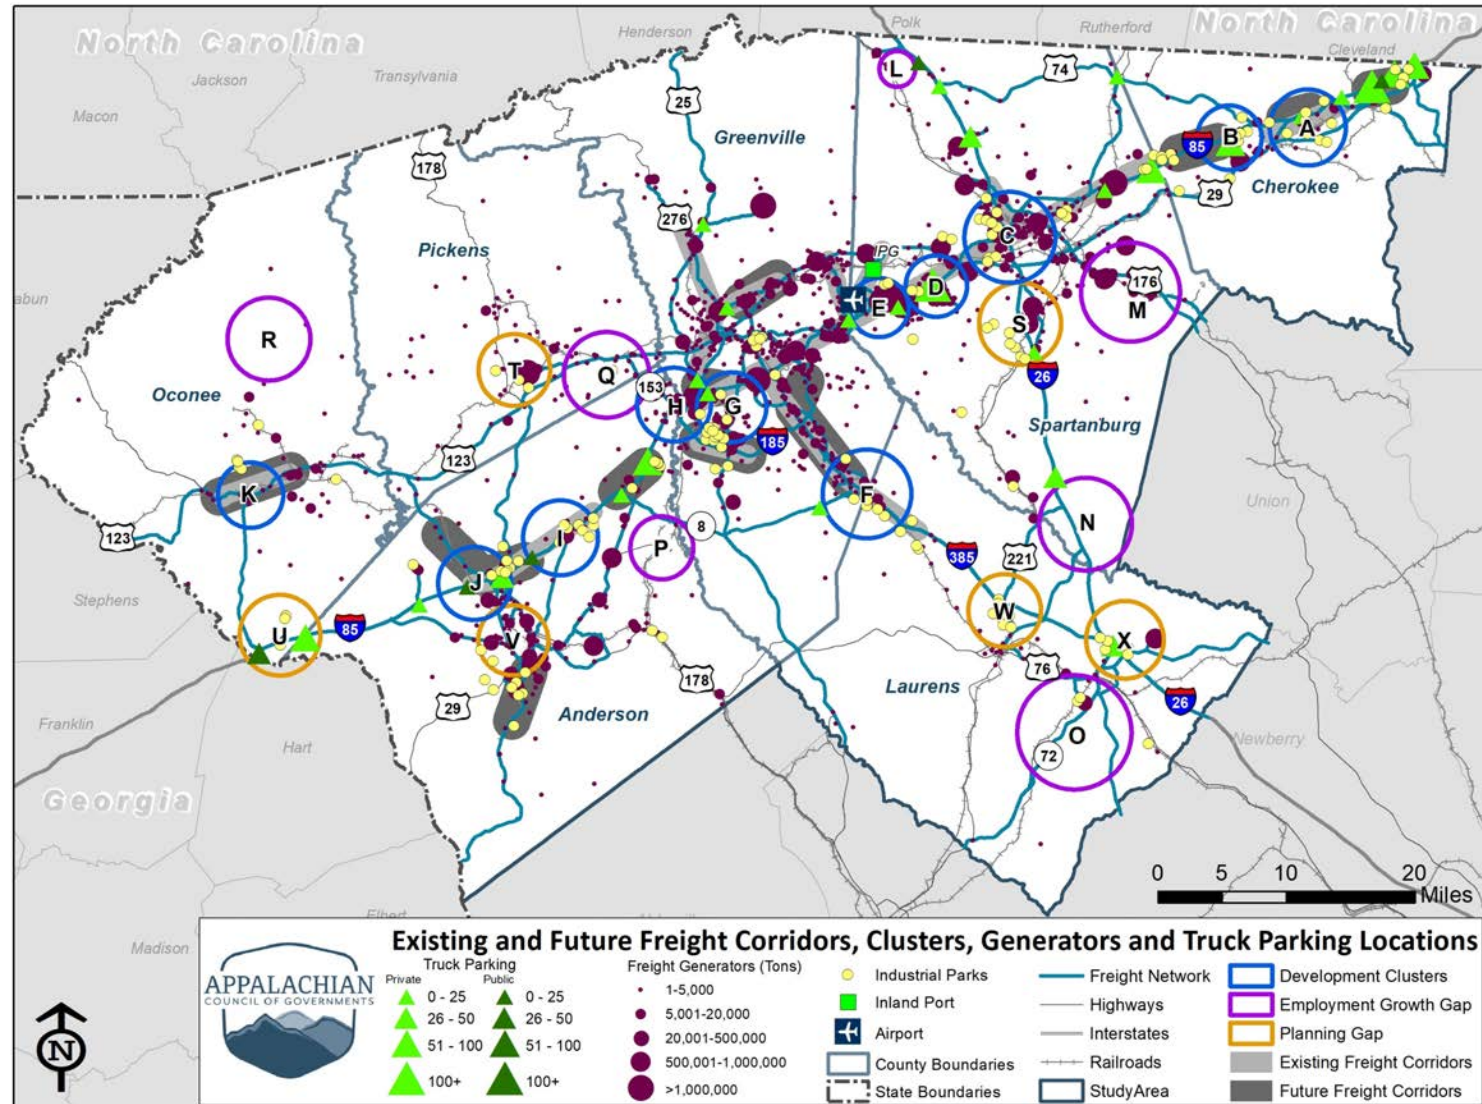 North Carolina
North Carolina
Polk
Rutherford
Cleveland
Henderson
Jackson
Transylvania
Macon
L
74
25
Greenville
A
B
85
178
29
Cherokee
276
Pickens
C
IPG
176
abun
D
E
M
S
R
T
Q
26
Oconee
153
H
G
Spartanburg
185
123
K
F
Union
N
8
123
I
P
385
221
J
Stephens
W
U
85
V
X
76
178
Laurens
29
Anderson
26
Franklin
O
Hart
Newberry
72
Georgia
0 5 10 20
Miles
Elbert
Madison
N
APPALACHIAN
COUNCIL OF GOVERNMENTS
Existing and Future Freight Corridors, Clusters, Generators and Truck Parking Locations
Truck Parking
Private Public
0 - 25 0 - 25
26 - 50 26 - 50
51 - 100 51 - 100
100+ 100+
Freight Generators (Tons)
1-5,000
5,001-20,000
20,001-500,000
500,001-1,000,000
>1,000,000
Industrial Parks
Inland Port
Airport
County Boundaries
State Boundaries
Freight Network
Highways
Interstates
Railroads
StudyArea
Development Clusters
Employment Growth Gap
Planning Gap
Existing Freight Corridors
Future Freight Corridors